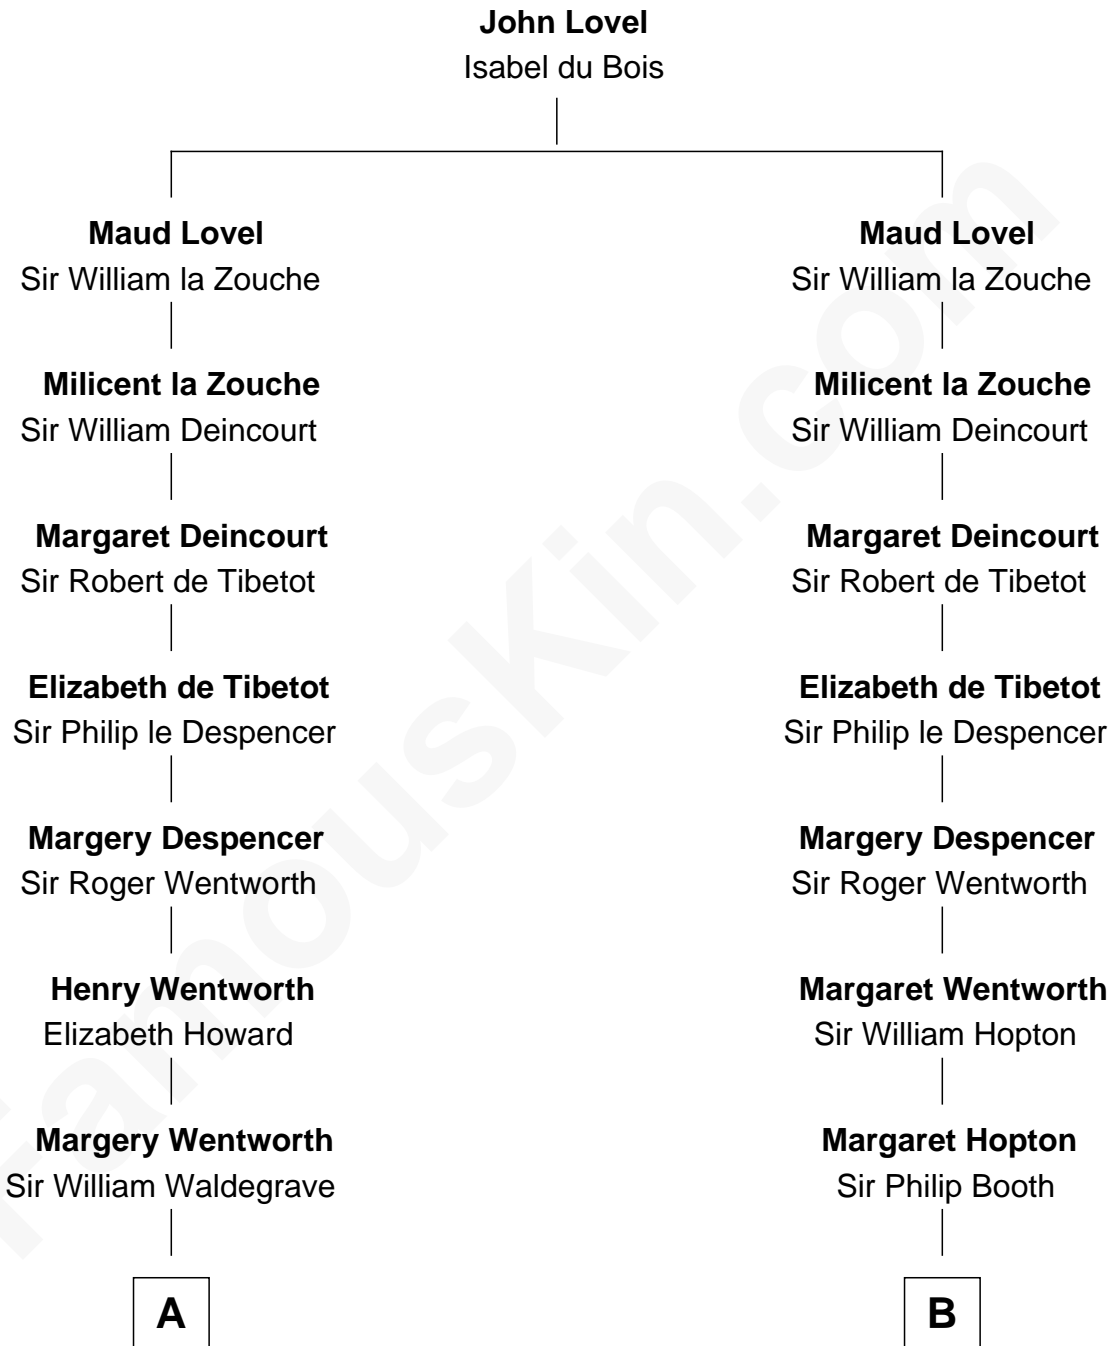 John Lovel
Isabel du Bois
Maud Lovel
Sir William la Zouche
Maud Lovel
Sir William la Zouche
Milicent la Zouche
Sir William Deincourt
Milicent la Zouche
Sir William Deincourt
Margaret Deincourt
Sir Robert de Tibetot
Margaret Deincourt
Sir Robert de Tibetot
Elizabeth de Tibetot
Sir Philip le Despencer
Elizabeth de Tibetot
Sir Philip le Despencer
Margery Despencer
Sir Roger Wentworth
Margery Despencer
Sir Roger Wentworth
Henry Wentworth
Elizabeth Howard
Margaret Wentworth
Sir William Hopton
Margery Wentworth
Sir William Waldegrave
Margaret Hopton
Sir Philip Booth
A
B
FamousKin.com